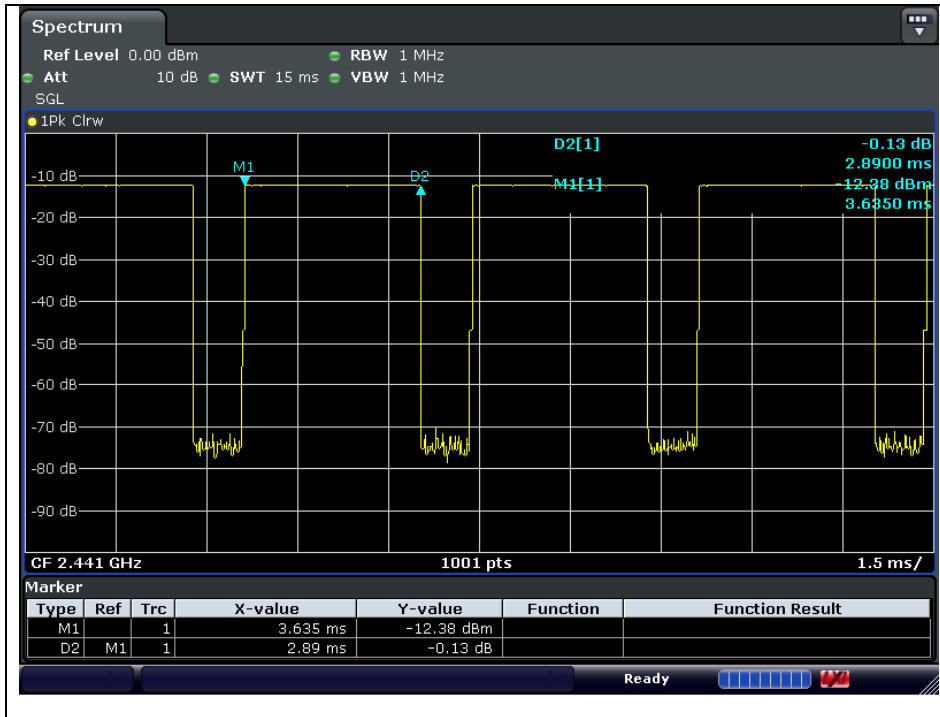 Spectrum
Ref Level 0.00 dBm RBW 1 MHz
Att 10 dB SWT 15 ms VBW 1 MHz
SGL
1Pk Clrw
D2[1] -0.13 dB
2.8900 ms
M1[1] -12.38 dBm
3.6350 ms
M1
D2
-10 dB
-20 dB
-30 dB
-40 dB
-50 dB
-60 dB
-70 dB
-80 dB
-90 dB
CF 2.441 GHz 1001 pts 1.5 ms/
Marker
Type Ref Trc X-value Y-value Function Function Result
M1 1 3.635 ms -12.38 dBm
D2 M1 1 2.89 ms -0.13 dB
Ready